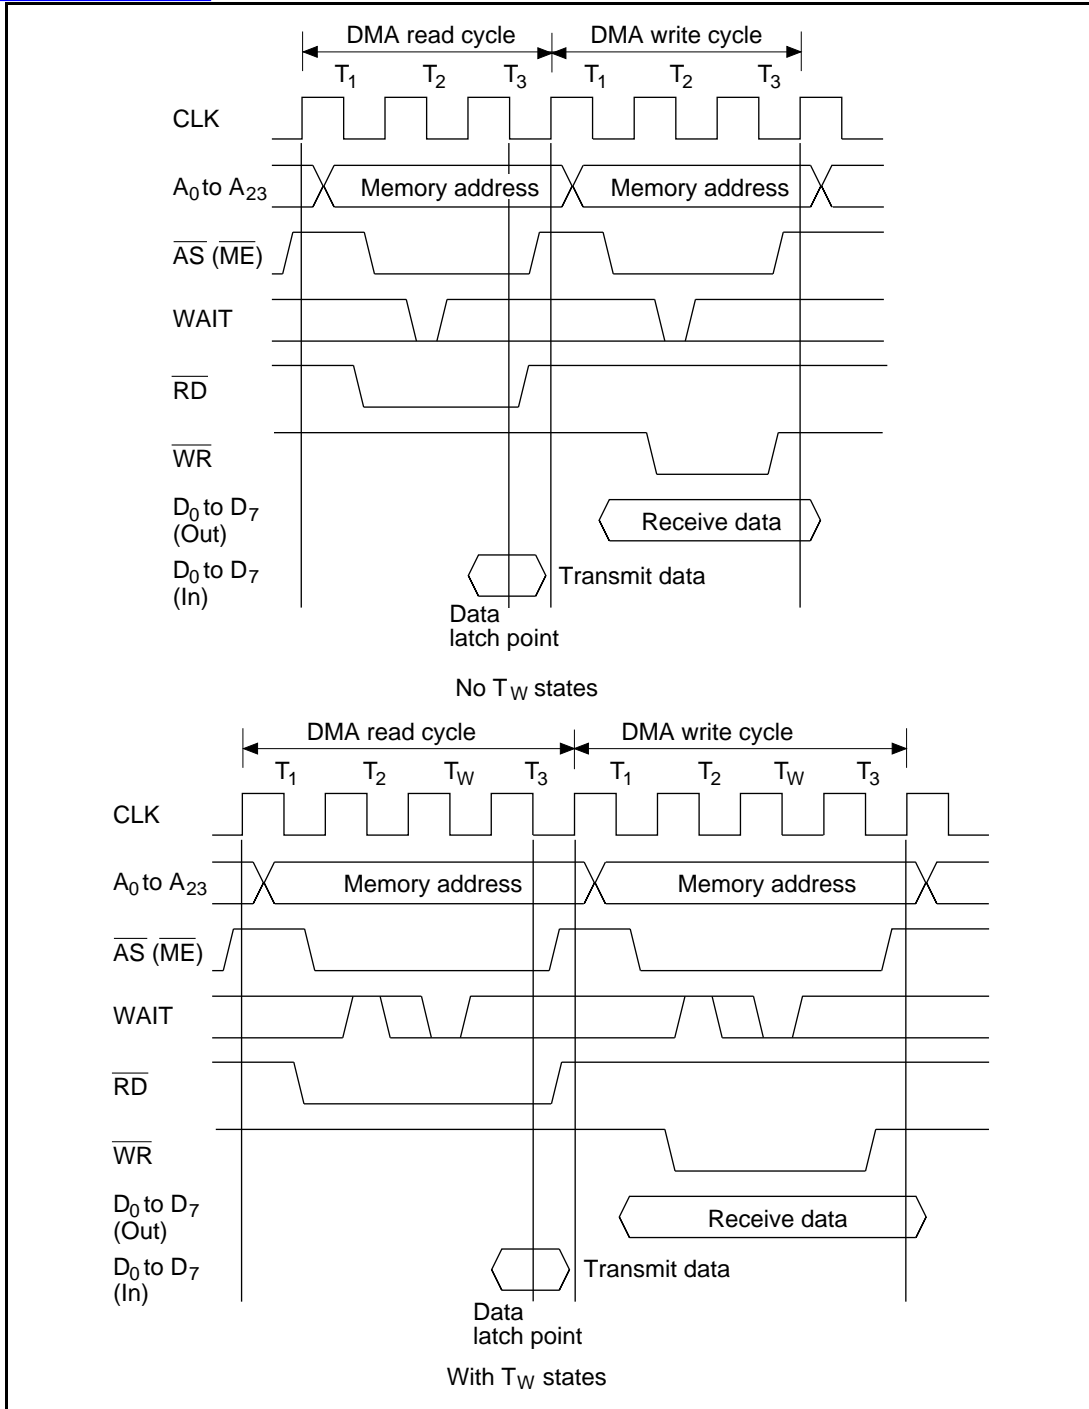 DMA read cycle DMA write cycle
T1 T2 T3 T1 T2 T3
CLK
A0 to A23 Memory address Memory address
AS (ME)
WAIT
RD
WR
D0 to D7
(Out) Receive data
D0 to D7
(In) Transmit data
Data
latch point
No TW states
DMA read cycle DMA write cycle
T1 T2 TW T3 T1 T2 TW T3
CLK
A0 to A23 Memory address Memory address
AS (ME)
WAIT
RD
WR
D0 to D7
(Out) Receive data
D0 to D7
(In) Transmit data
Data
latch point
With TW states